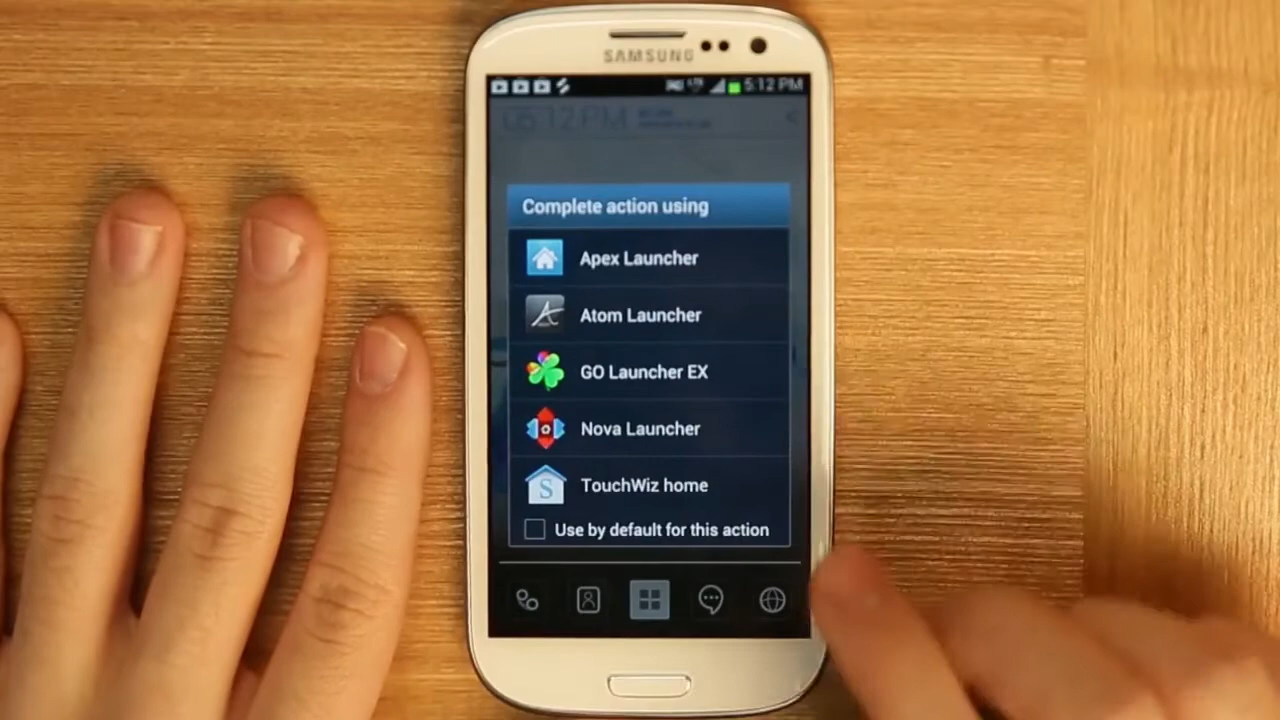 SAMSUNG
5:12 PM
Complete action using
Apex Launcher
Atom Launcher
GO Launcher EX
Nova Launcher
S TouchWiz home
Use by default for this action